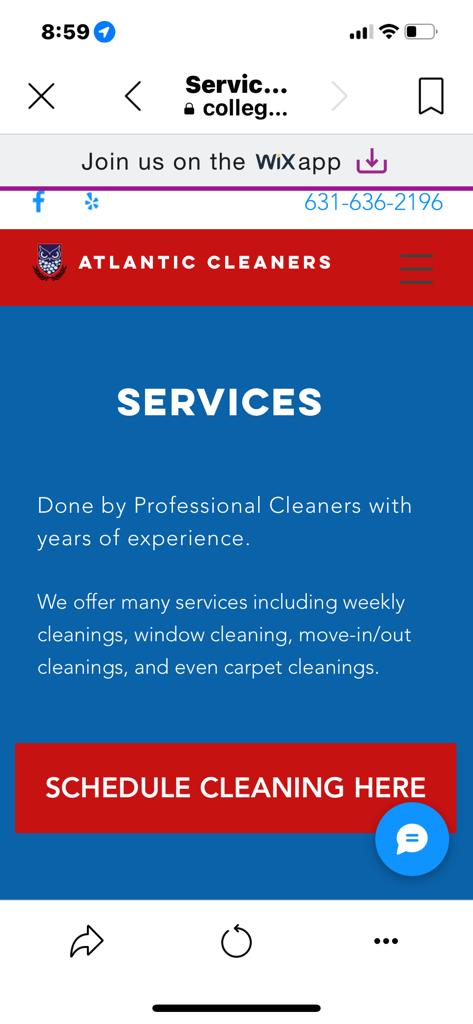 8:59
Servic...
colleg...
Join us on the WiX app
631-636-2196
ATLANTIC CLEANERS
SERVICES
Done by Professional Cleaners with
years of experience.
We offer many services including weekly
cleanings, window cleaning, move-in/out
cleanings, and even carpet cleanings.
SCHEDULE CLEANING HERE